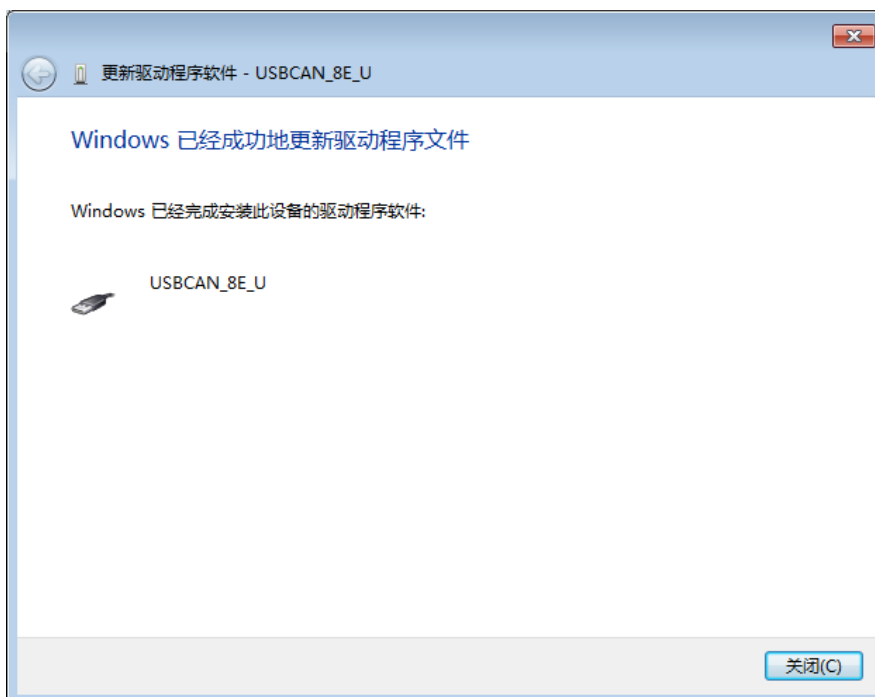 更新驱动程序软件 - USBCAN_8E_U
Windows 已经成功地更新驱动程序文件
Windows 已经完成安装此设备的驱动程序软件:
USBCAN_8E_U
关闭(C)